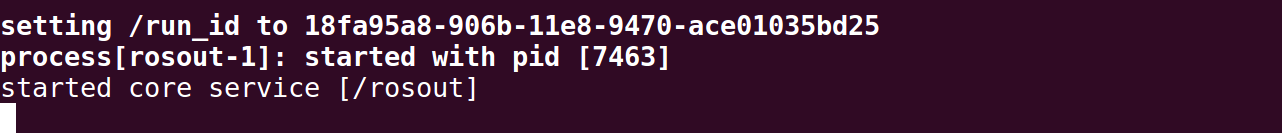 setting /run_id to 18fa95a8-906b-11e8-9470-ace01035bd25
process[rosout-1]: started with pid [7463]
started core service [/rosout]